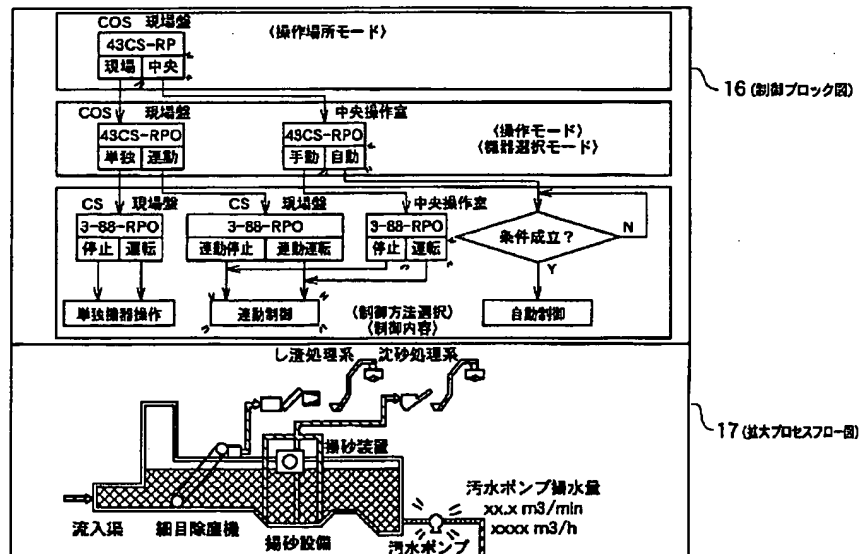 COS 現場盤 〈操作場所モード〉
43CS-RP
現場 中央
16 (制御ブロック図)
COS 現場盤 中央操作室
43CS-RPO 43CS-RPO 〈操作モード〉
単独 連動 手動 自動 〈機器選択モード〉
CS 現場盤 CS 現場盤 中央操作室
3-88-RPO 3-88-RPO 3-88-RPO 条件成立? N
停止 運転 連動停止 連動運転 停止 運転
Y
単独機器操作 連動制御 〈制御方法選択〉 自動制御
〈制御内容〉
し渣処理系 沈砂処理系
17 (拡大プロセスフロー図)
揚砂装置
汚水ポンプ揚水量
xx.x m3/min
xxxx m3/h
流入渠 細目除塵機 揚砂設備 汚水ポンプ